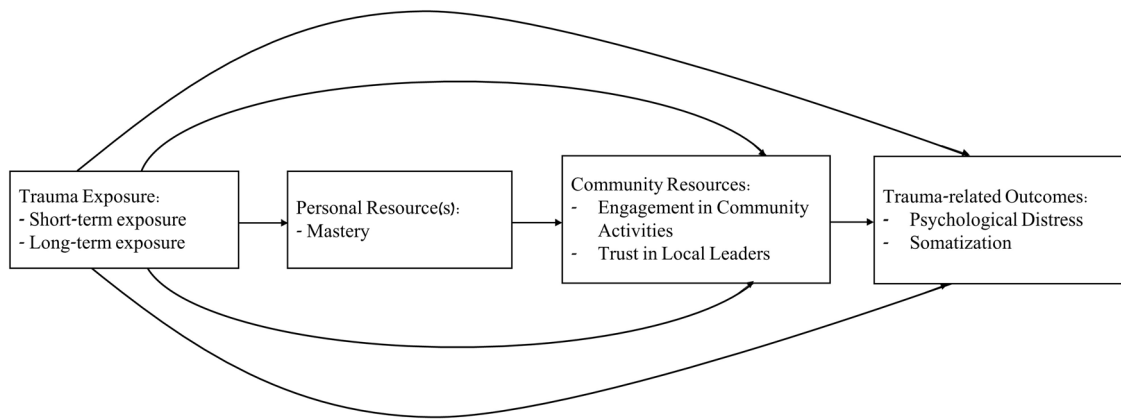 Trauma Exposure:
- Short-term exposure
- Long-term exposure
Personal Resource(s):
- Mastery
Community Resources:
- Engagement in Community
Activities
- Trust in Local Leaders
Trauma-related Outcomes:
- Psychological Distress
- Somatization